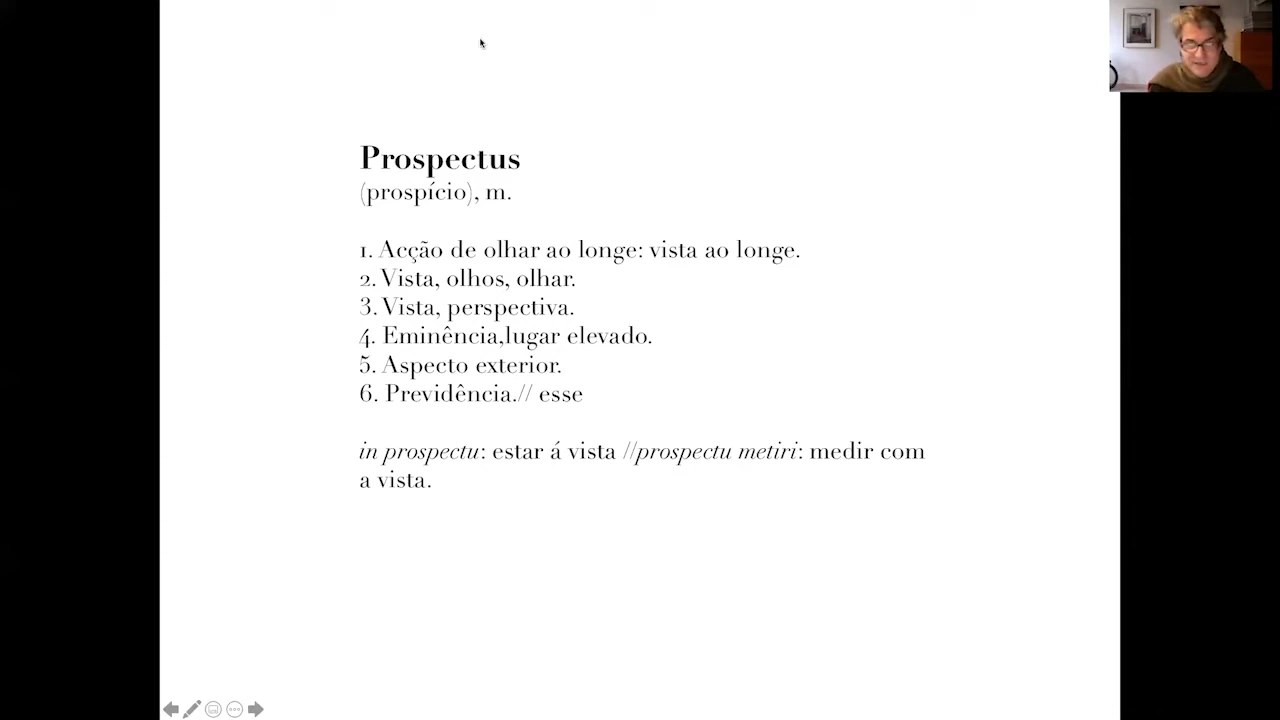 Prospectus
(prospício), m.
1. Acção de olhar ao longe: vista ao longe.
2. Vista, olhos, olhar.
3. Vista, perspectiva.
4. Eminência,lugar elevado.
5. Aspecto exterior.
6. Previdência.// esse
in prospectu: estar á vista //prospectu metiri: medir com
a vista.